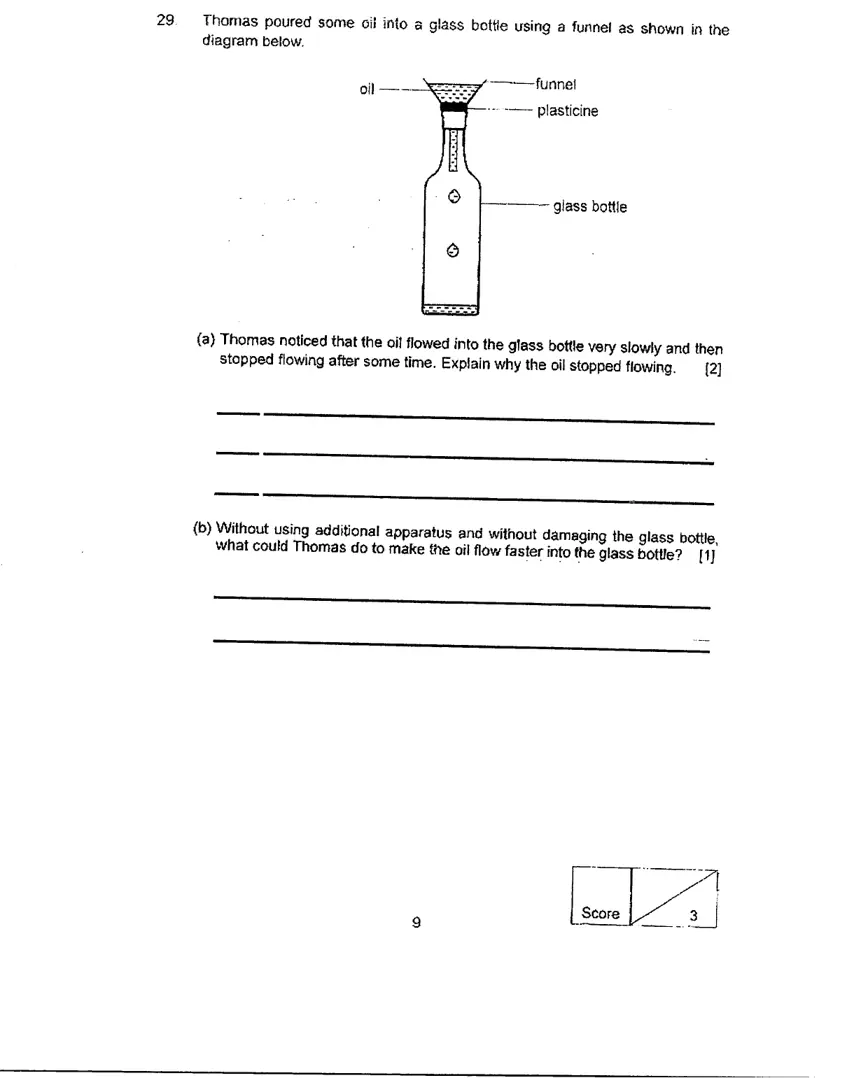 29. Thomas poured some oil into a glass bottle using a funnel as shown in the
diagram below.
oil
funnel
plasticine
glass bottle
(a) Thomas noticed that the oil flowed into the glass bottle very slowly and then
stopped flowing after some time. Explain why the oil stopped flowing. [2]
(b) Without using additional apparatus and without damaging the glass bottle,
what could Thomas do to make the oil flow faster into the glass bottle? [1]
Score 3
9